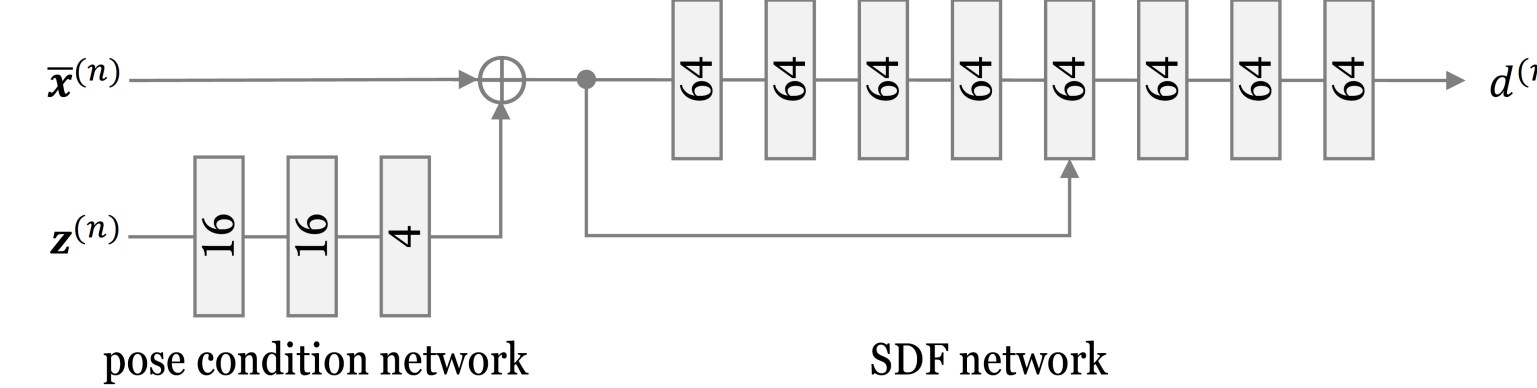 x̅⁽ⁿ⁾
64 64 64 64 64 64 64 64
d⁽ⁿ
z⁽ⁿ⁾
16 16 4
pose condition network
SDF network